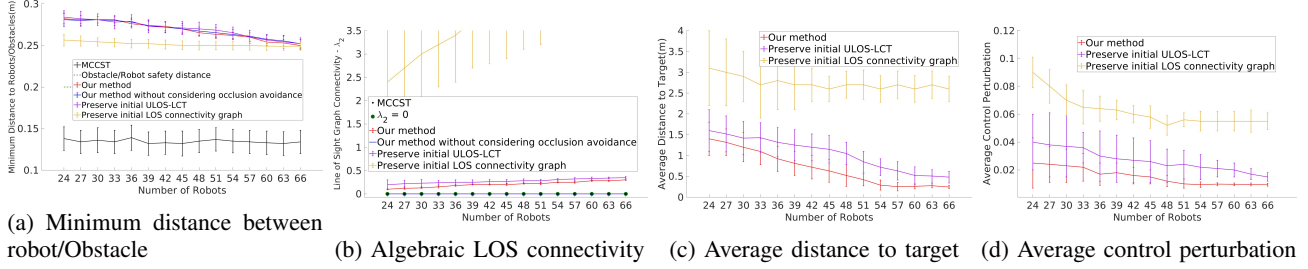 Minimum Distance to Robots/Obstacles(m)
0.3
0.25
0.2
0.15
0.1
MCCST
Obstacle/Robot safety distance
Our method
Our method without considering occlusion avoidance
Preserve initial ULOS-LCT
Preserve initial LOS connectivity graph
24 27 30 33 36 39 42 45 48 51 54 57 60 63 66
Number of Robots
(a) Minimum distance between
robot/Obstacle
Line of Sight Graph Connectivity - λ2
3.5
3
2.5
2
1.5
1
0.5
0
MCCST
λ2 = 0
Our method
Our method without considering occlusion avoidance
Preserve initial ULOS-LCT
Preserve initial LOS connectivity graph
24 27 30 33 36 39 42 45 48 51 54 57 60 63 66
Number of Robots
(b) Algebraic LOS connectivity
Average Distance to Target(m)
4
3.5
3
2.5
2
1.5
1
0.5
0
Our method
Preserve initial ULOS-LCT
Preserve initial LOS connectivity graph
24 27 30 33 36 39 42 45 48 51 54 57 60 63 66
Number of Robots
(c) Average distance to target
Average Control Perturbation
0.12
0.1
0.08
0.06
0.04
0.02
Our method
Preserve initial ULOS-LCT
Preserve initial LOS connectivity graph
24 27 30 33 36 39 42 45 48 51 54 57 60 63 66
Number of Robots
(d) Average control perturbation